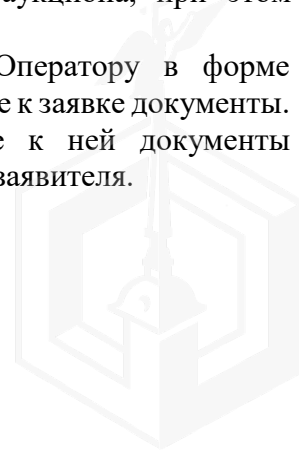 аукциона, при этом
Оператору в форме
е к заявке документы.
е к ней документы
заявителя.